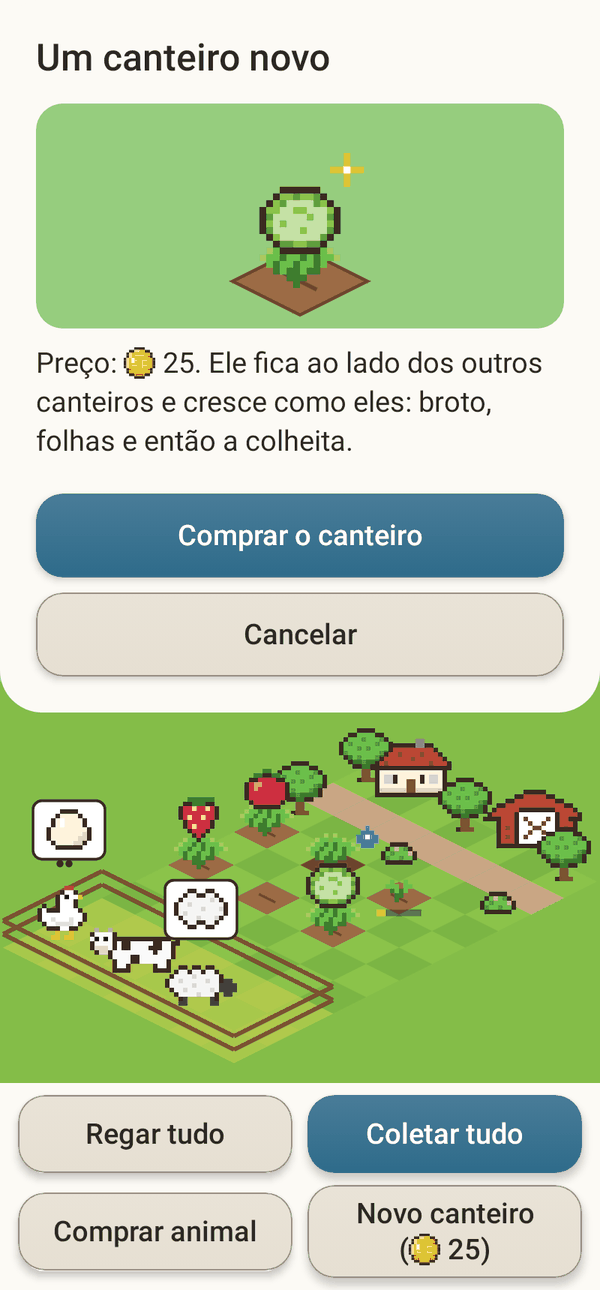 Um canteiro novo
Preço: 25. Ele fica ao lado dos outros
canteiros e cresce como eles: broto,
folhas e então a colheita.
Comprar o canteiro
Cancelar
Regar tudo
Coletar tudo
Comprar animal
Novo canteiro
( 25)